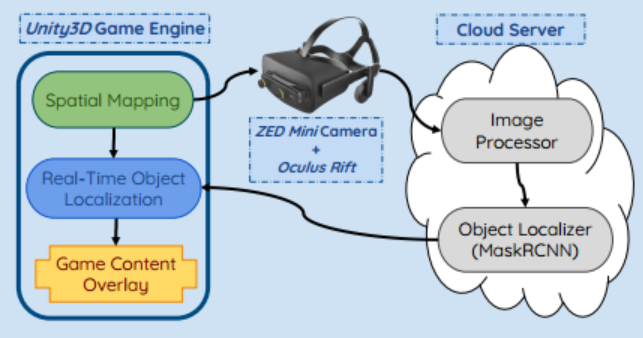 Unity3D Game Engine
Cloud Server
Spatial Mapping
ZED Mini Camera
+
Oculus Rift
Image
Processor
Real-Time Object
Localization
Object Localizer
(MaskRCNN)
Game Content
Overlay